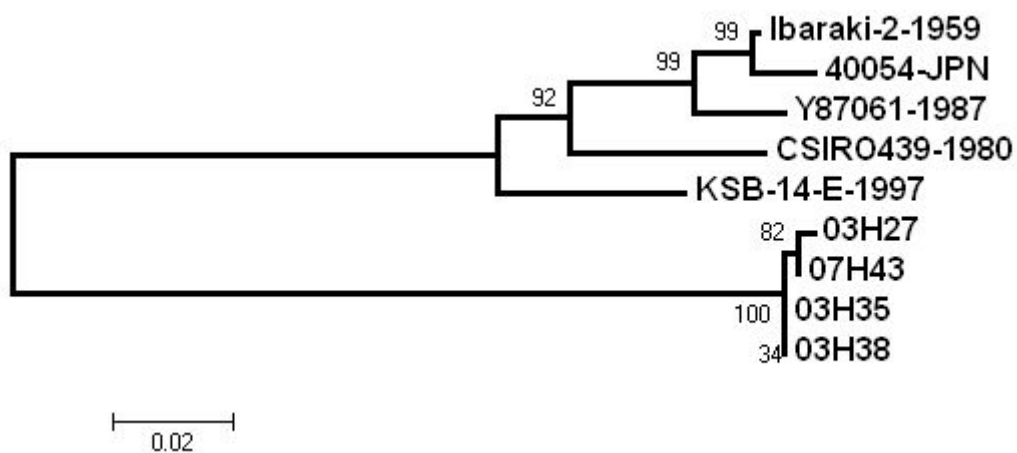 99 Ibaraki-2-1959
99 40054-JPN
Y87061-1987
92
CSIRO439-1980
KSB-14-E-1997
82 03H27
07H43
100 03H35
34 03H38
0.02